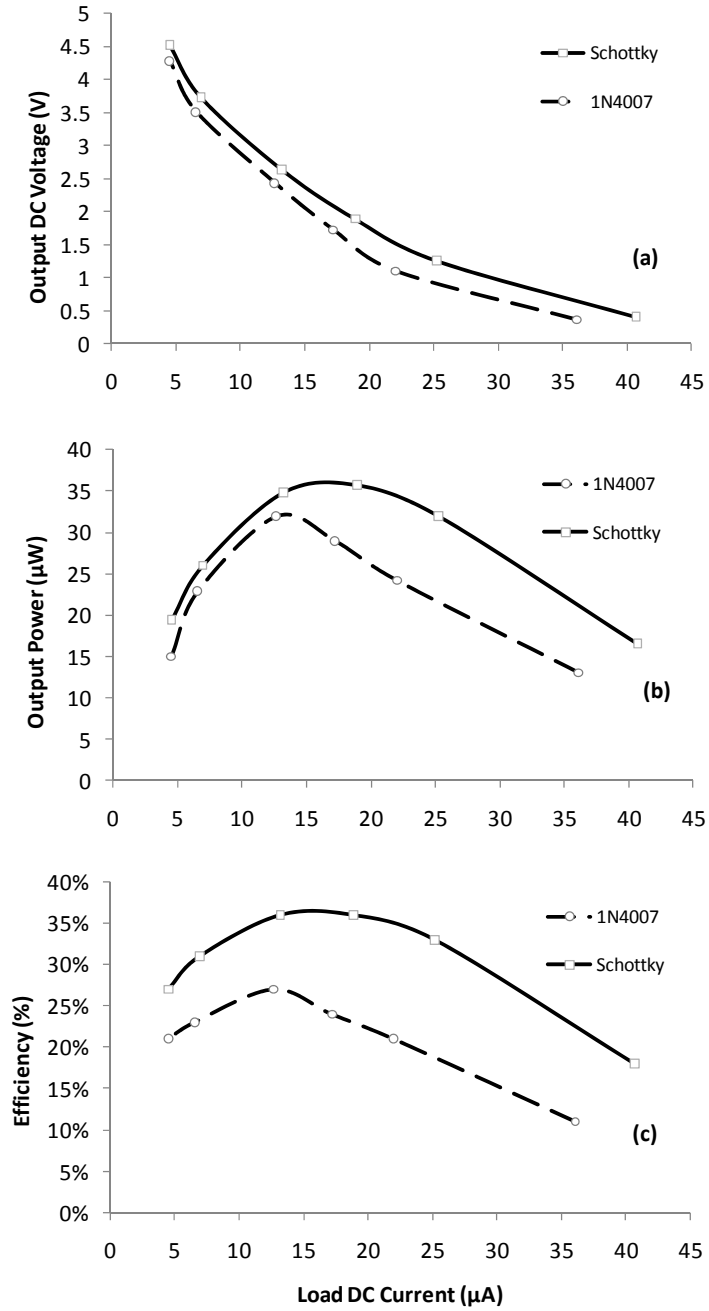 5
4.5
4
3.5
3
2.5
2
1.5
1
0.5
0
Output DC Voltage (V)
Schottky
1N4007
(a)
0 5 10 15 20 25 30 35 40 45
40
35
30
25
20
15
10
5
0
Output Power (µW)
1N4007
Schottky
(b)
0 5 10 15 20 25 30 35 40 45
40%
35%
30%
25%
20%
15%
10%
5%
0%
Efficiency (%)
1N4007
Schottky
(c)
0 5 10 15 20 25 30 35 40 45
Load DC Current (µA)